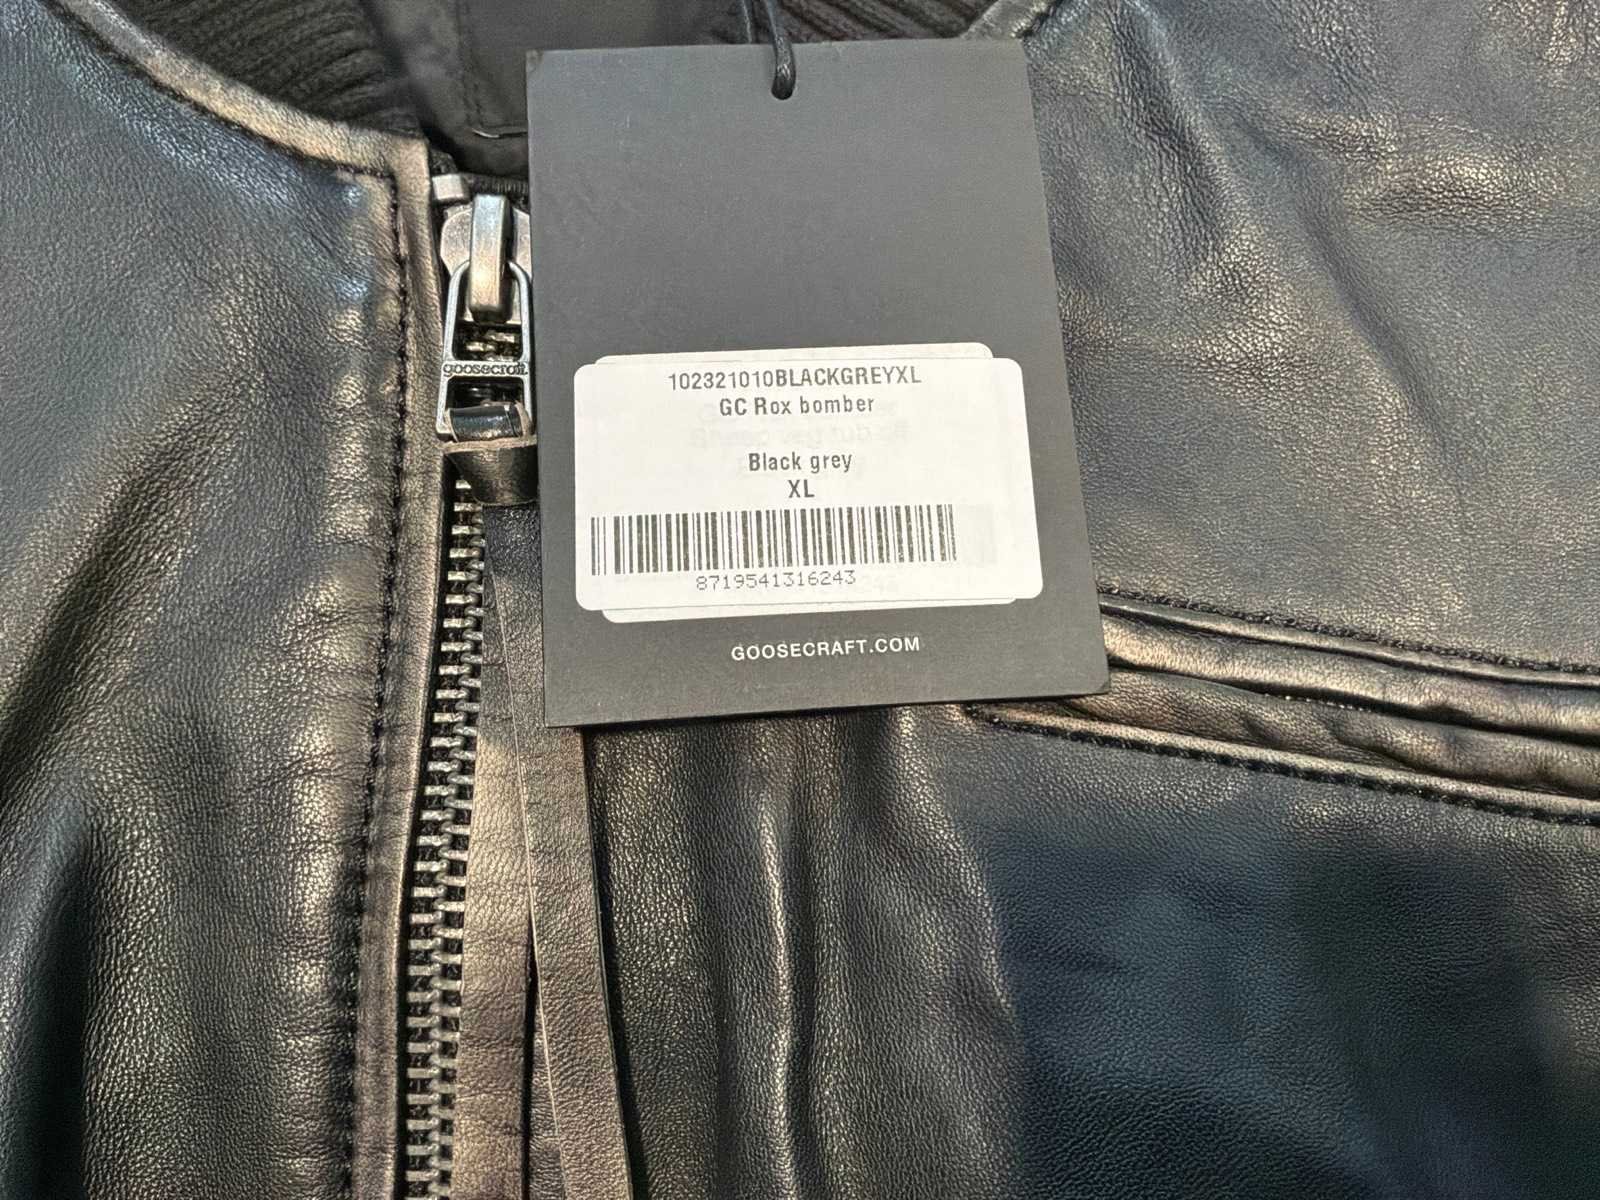 goosecraft.
102321010BLACKGREYXL
GC Rox bomber
Black grey
XL
8719541316243
GOOSECRAFT.COM